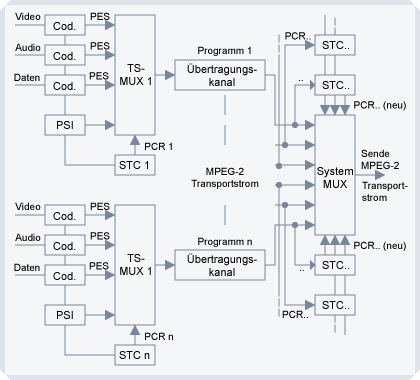 Video
Cod.
PES
Audio
Cod.
PES
Daten
Cod.
PES
PSI
TS-
MUX 1
PCR 1
STC 1
Programm 1
Übertragungs-
kanal
MPEG-2
Transportstrom
PCR..
STC..
..
STC..
PCR.. (neu)
System
MUX
Sende
MPEG-2
Transport-
strom
Video
Cod.
PES
Audio
Cod.
PES
Daten
Cod.
PES
PSI
TS-
MUX 1
PCR n
STC n
Programm n
Übertragungs-
kanal
PCR.. (neu)
..
STC..
STC..
PCR..